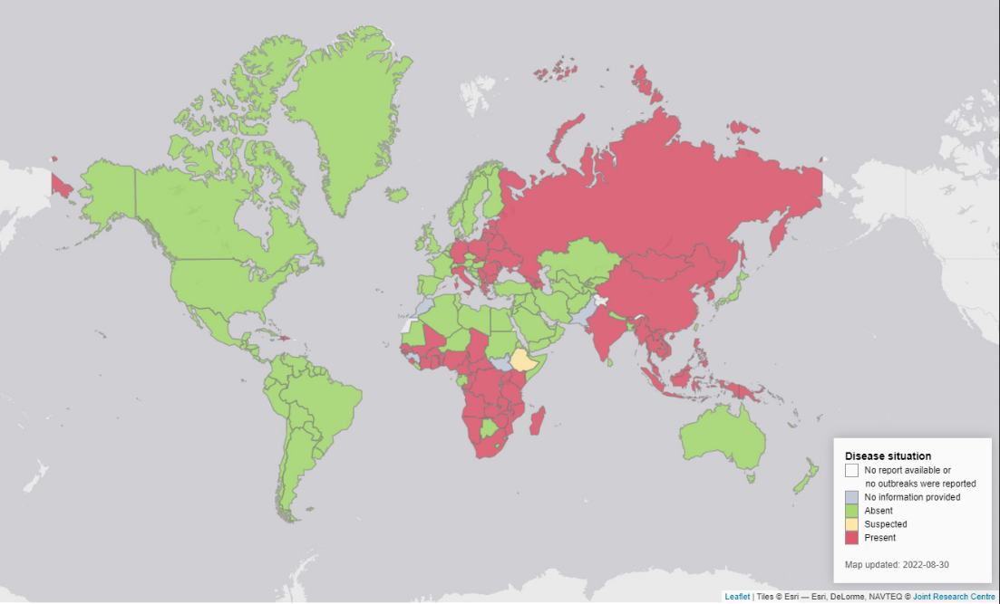 Disease situation
No report available or
no outbreaks were reported
No information provided
Absent
Suspected
Present
Map updated: 2022-08-30
Leaflet | Tiles © Esri — Esri, DeLorme, NAVTEQ © Joint Research Centre